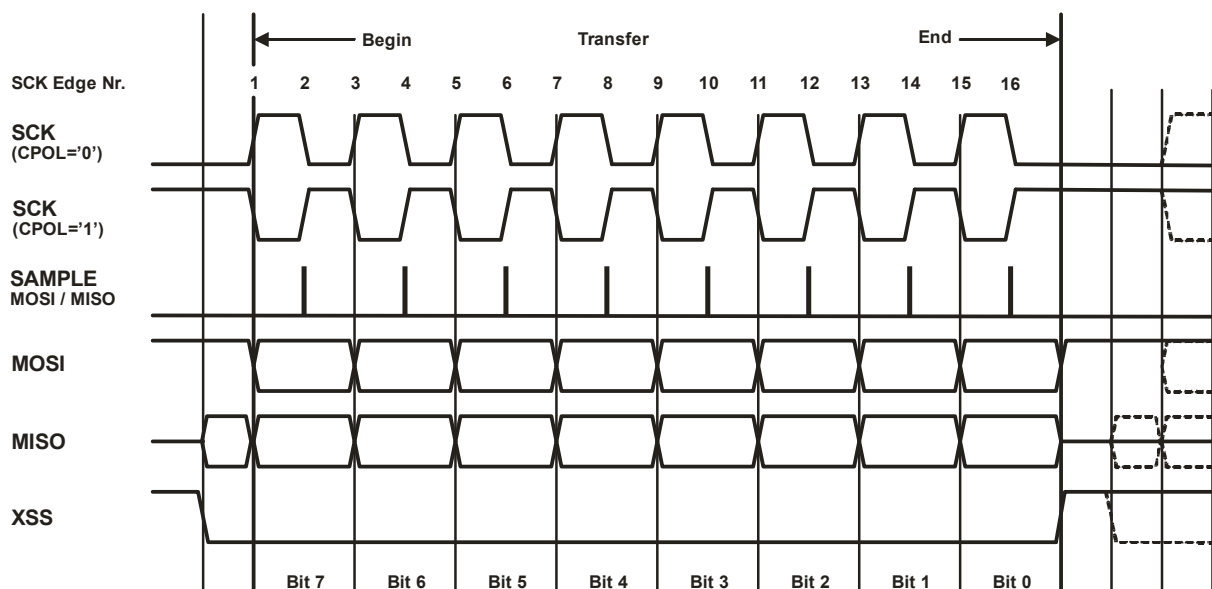 Begin Transfer End
SCK Edge Nr. 1 2 3 4 5 6 7 8 9 10 11 12 13 14 15 16
SCK
(CPOL='0')
SCK
(CPOL='1')
SAMPLE
MOSI / MISO
MOSI
MISO
XSS
Bit 7 Bit 6 Bit 5 Bit 4 Bit 3 Bit 2 Bit 1 Bit 0